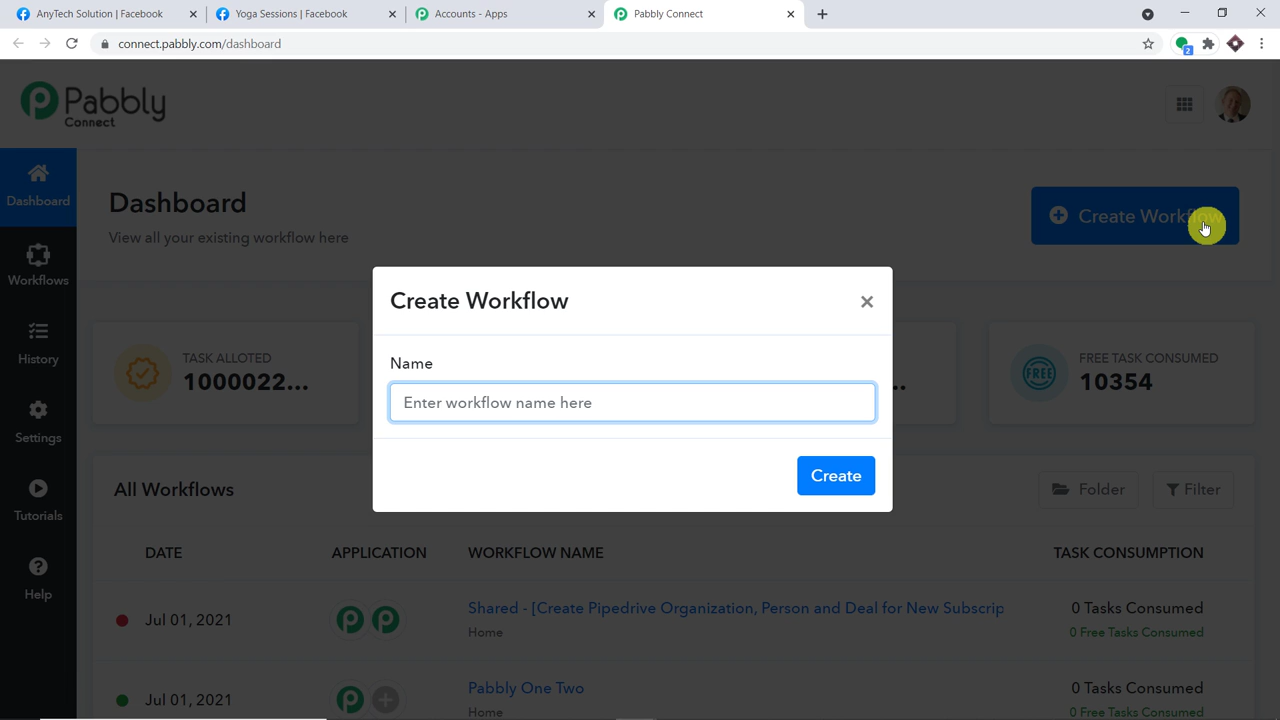 AnyTech Solution | Facebook
Yoga Sessions | Facebook
Accounts - Apps
Pabbly Connect
connect.pabbly.com/dashboard
2
Pabbly
Connect
Dashboard
Workflows
History
Settings
Tutorials
Help
Dashboard
View all your existing workflow here
Create Workflow
Create Workflow
Name
Enter workflow name here
Create
TASK ALLOTED
1000022...
..
FREE
FREE TASK CONSUMED
10354
All Workflows
Folder
Filter
DATE APPLICATION WORKFLOW NAME TASK CONSUMPTION
Jul 01, 2021 Shared - [Create Pipedrive Organization, Person and Deal for New Subscrip 0 Tasks Consumed
Home 0 Free Tasks Consumed
Jul 01, 2021 Pabbly One Two 0 Tasks Consumed
Home 0 Free Tasks Consumed